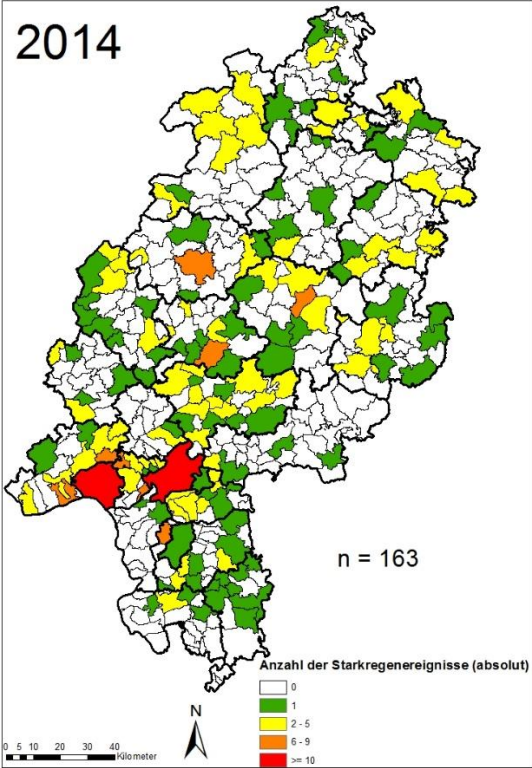 2014
n = 163
Anzahl der Starkregenereignisse (absolut)
0
1
2 - 5
6 - 9
>= 10
N
0 5 10 20 30 40
Kilometer